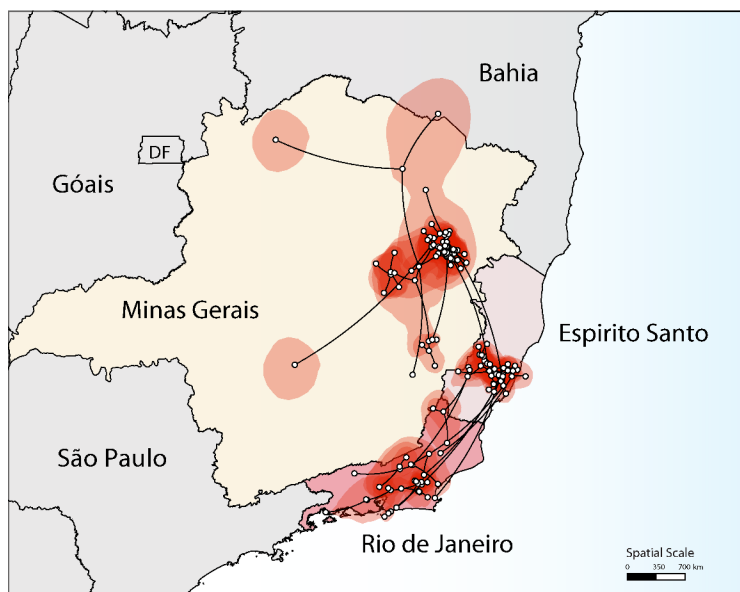 Bahia
DF
Góais
Minas Gerais
Espirito Santo
São Paulo
Rio de Janeiro
Spatial Scale
0 350 700 km